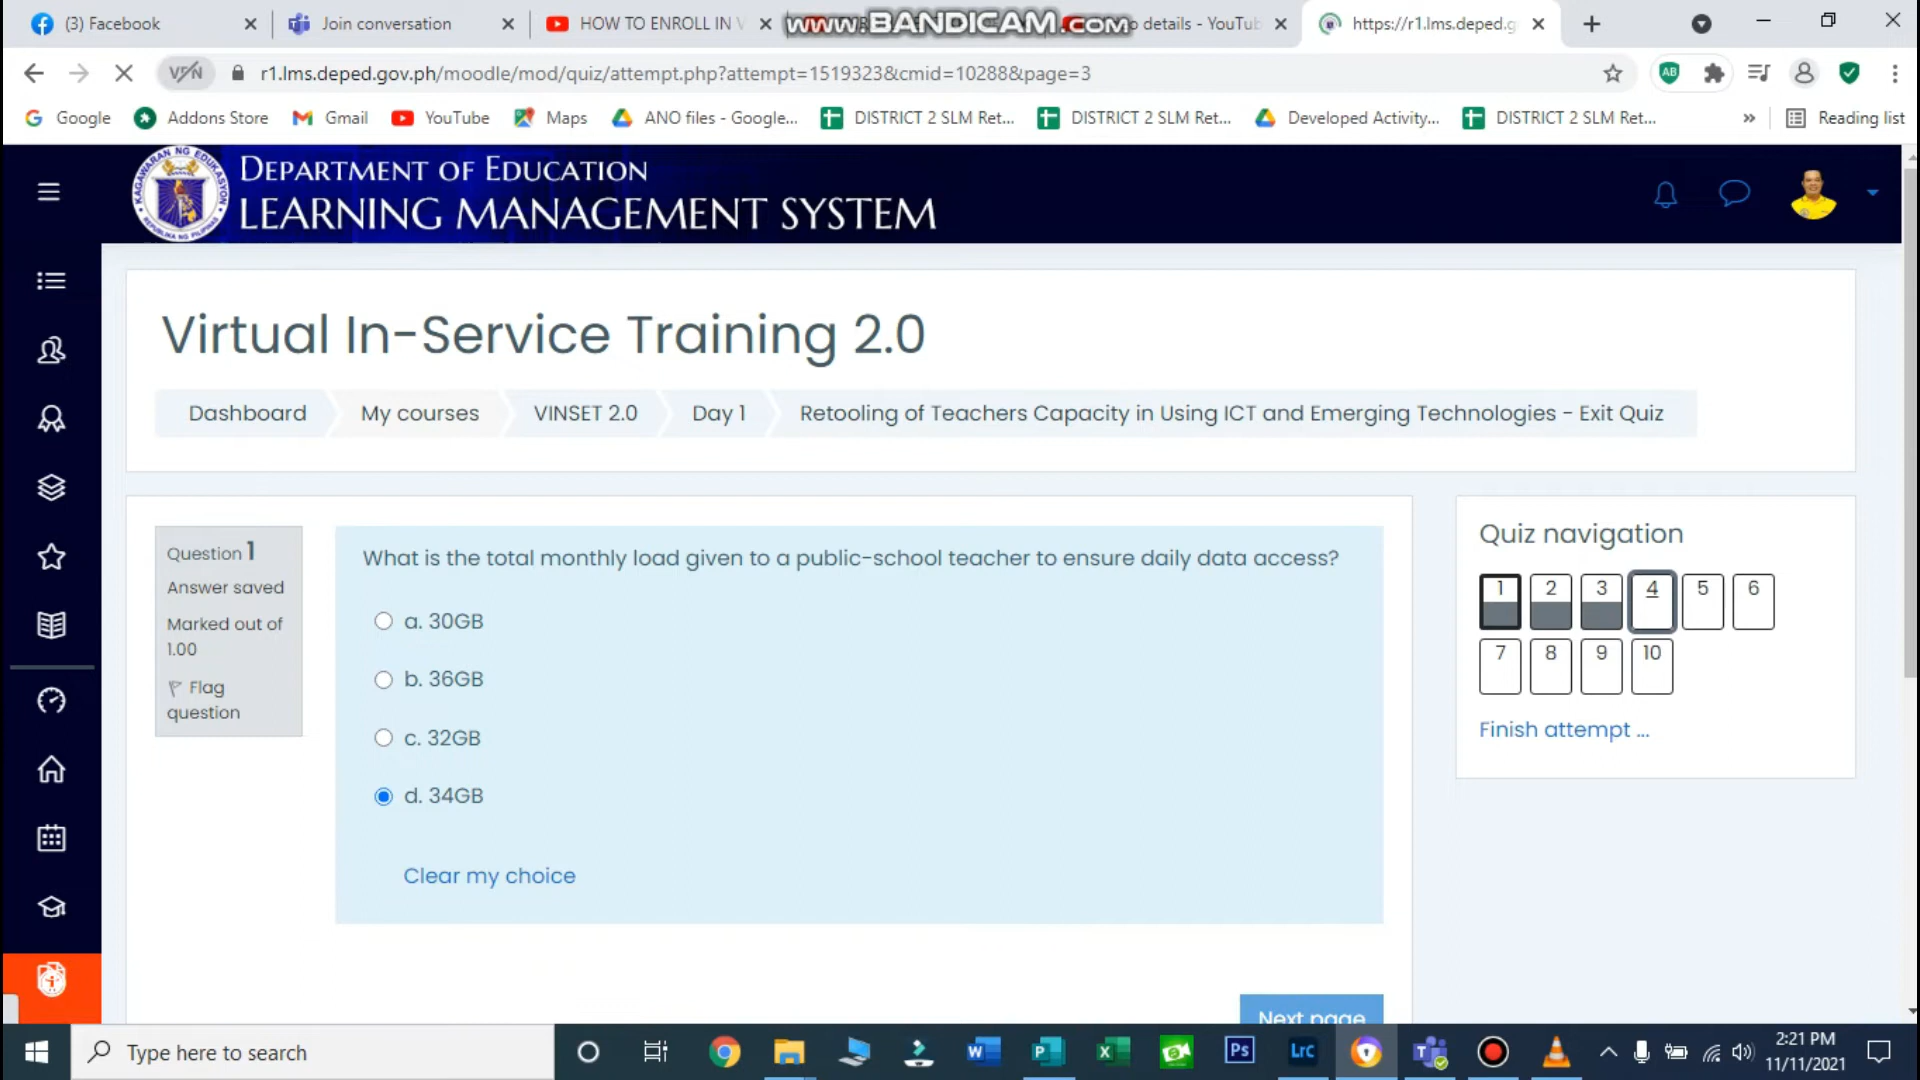 (3) Facebook
Join conversation
HOW TO ENROLL IN V
www.BANDICAM.com
o details - YouTub
https://r1.lms.deped.g
VPN
r1.lms.deped.gov.ph/moodle/mod/quiz/attempt.php?attempt=1519323&cmid=10288&page=3
AB
Google
Addons Store
Gmail
YouTube
Maps
ANO files - Google...
DISTRICT 2 SLM Ret...
DISTRICT 2 SLM Ret...
Developed Activity...
DISTRICT 2 SLM Ret...
»
Reading list
DEPARTMENT OF EDUCATION
LEARNING MANAGEMENT SYSTEM
Virtual In-Service Training 2.0
Dashboard
My courses
VINSET 2.0
Day 1
Retooling of Teachers Capacity in Using ICT and Emerging Technologies - Exit Quiz
Question 1
Answer saved
Marked out of
1.00
Flag
question
What is the total monthly load given to a public-school teacher to ensure daily data access?
a. 30GB
b. 36GB
c. 32GB
d. 34GB
Clear my choice
Next page
Quiz navigation
1 2 3 4 5 6
7 8 9 10
Finish attempt ...
Type here to search
Ps
Lrc
2:21 PM
11/11/2021